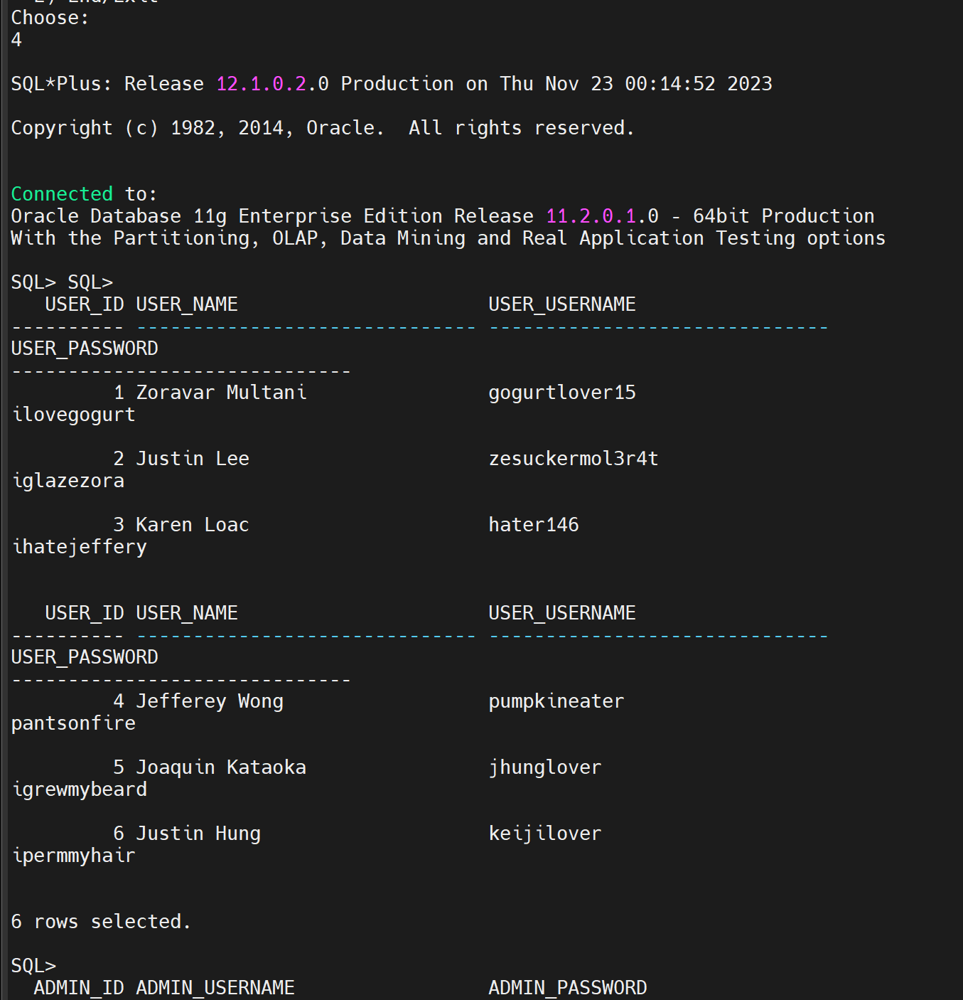 Choose:
4
SQL*Plus: Release 12.1.0.2.0 Production on Thu Nov 23 00:14:52 2023
Copyright (c) 1982, 2014, Oracle.  All rights reserved.
Connected to:
Oracle Database 11g Enterprise Edition Release 11.2.0.1.0 - 64bit Production
With the Partitioning, OLAP, Data Mining and Real Application Testing options
SQL> SQL>
   USER_ID USER_NAME                      USER_USERNAME
---------- ------------------------------ ------------------------------
USER_PASSWORD
------------------------------
         1 Zoravar Multani                gogurtlover15
ilovegogurt
         2 Justin Lee                     zesuckermol3r4t
iglazezora
         3 Karen Loac                     hater146
ihatejeffery
   USER_ID USER_NAME                      USER_USERNAME
---------- ------------------------------ ------------------------------
USER_PASSWORD
------------------------------
         4 Jefferey Wong                  pumpkineater
pantsonfire
         5 Joaquin Kataoka                jhunglover
igrewmybeard
         6 Justin Hung                    keijilover
ipermmyhair
6 rows selected.
SQL>
  ADMIN_ID ADMIN_USERNAME                 ADMIN_PASSWORD